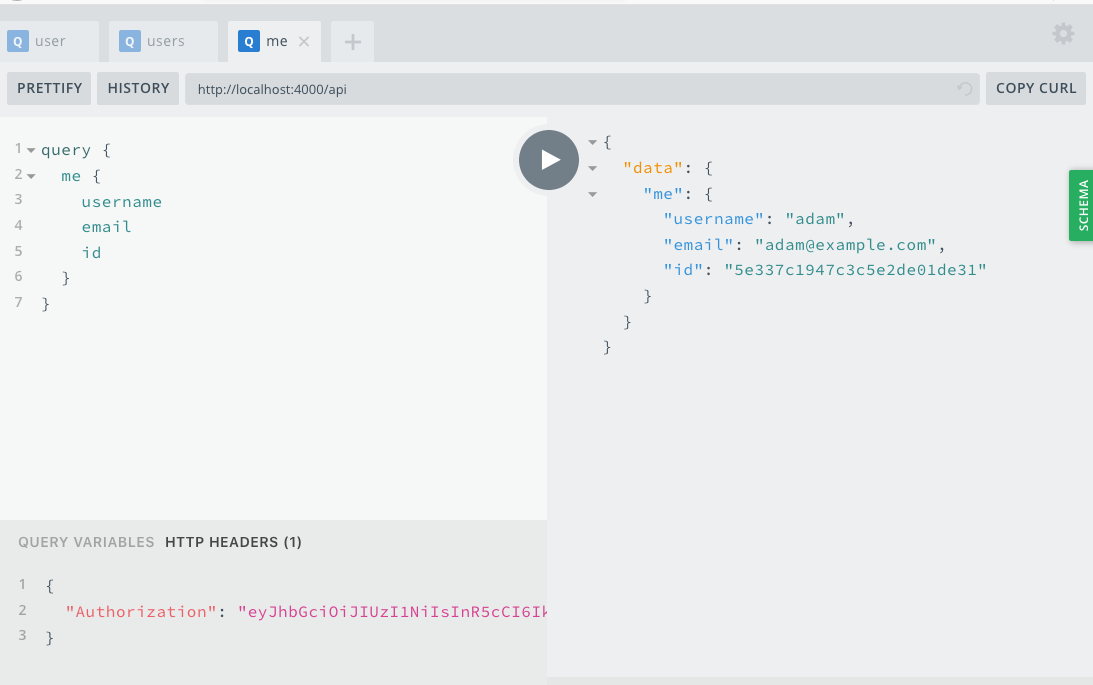 Q user Q users Q me
PRETTIFY HISTORY http://localhost:4000/api COPY CURL
1 query {
2 me {
3 username
4 email
5 id
6 }
7 }
{
"data": {
"me": {
"username": "adam",
"email": "adam@example.com",
"id": "5e337c1947c3c5e2de01de31"
}
}
}
SCHEMA
QUERY VARIABLES HTTP HEADERS (1)
1 {
2 "Authorization": "eyJhbGciOiJIUzI1NiIsInR5cCI6Ik
3 }